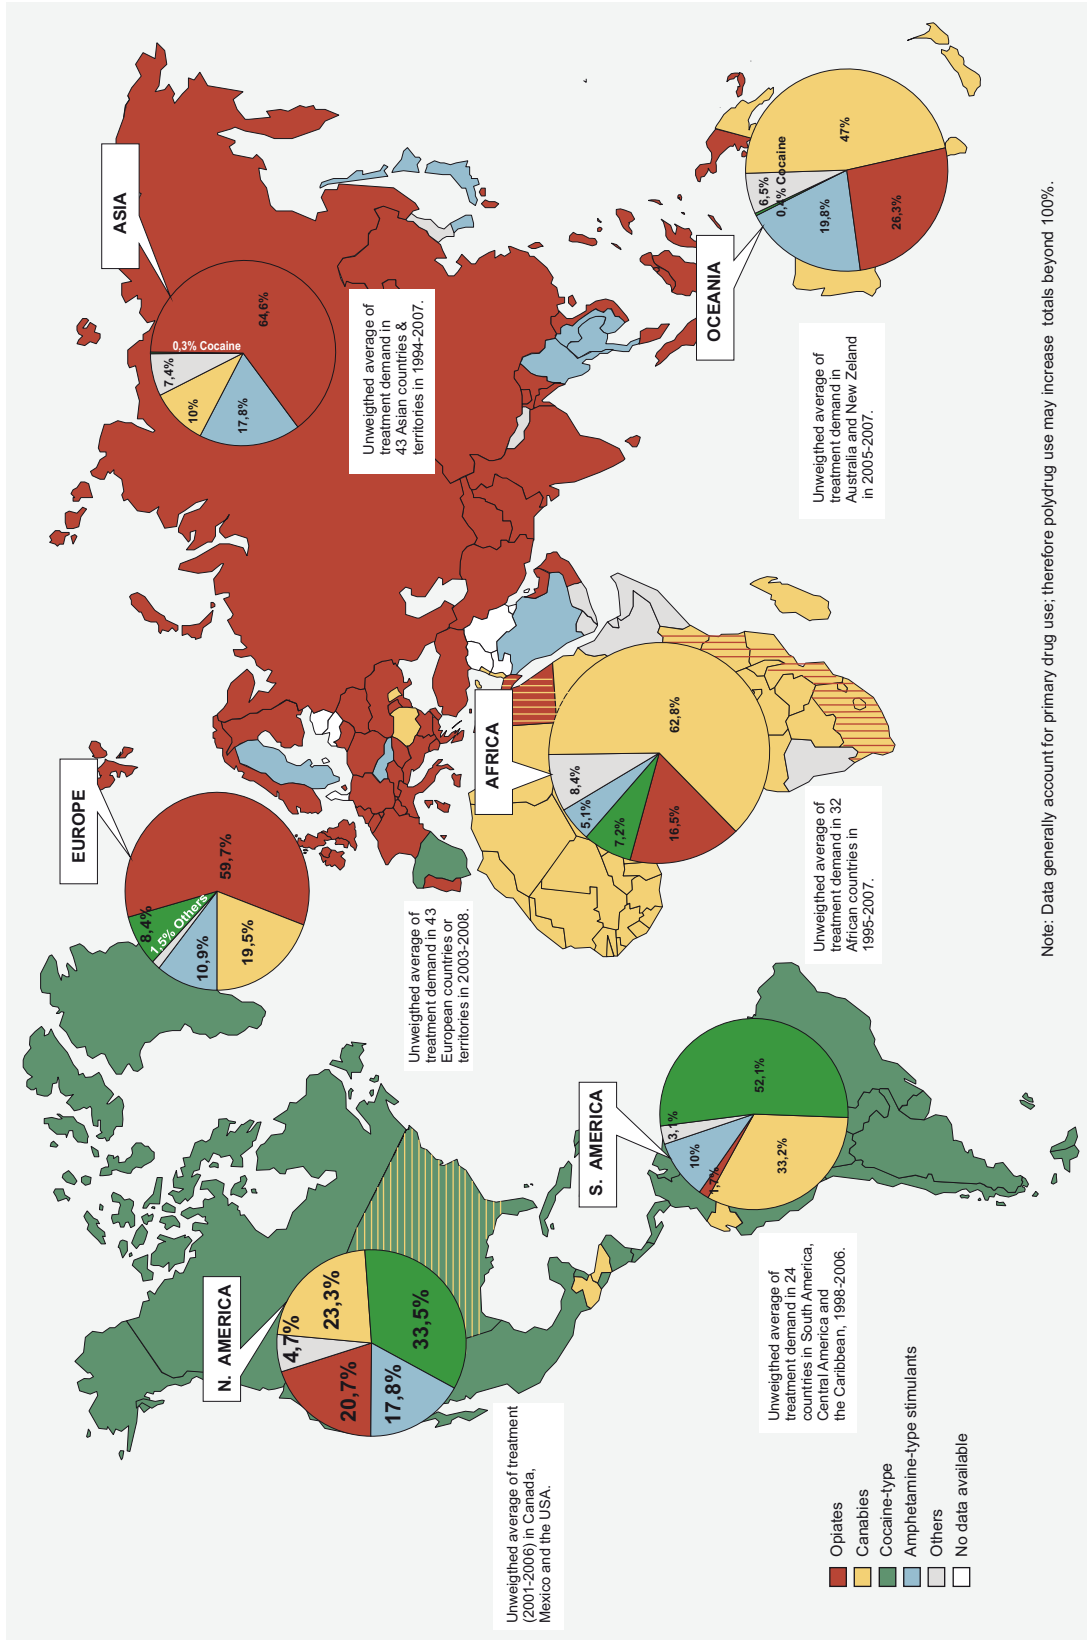 N. AMERICA
4,7%
23,3%
33,5%
17,8%
20,7%
Unweigthed average of treatment
(2001-2006) in Canada,
Mexico and the USA.
EUROPE
8,4%
1,5% Others
10,9%
19,5%
59,7%
Unweigthed average of
treatment demand in 43
European countries or
territories in 2003-2008.
ASIA
0,3% Cocaine
7,4%
10%
17,8%
64,6%
Unweigthed average of
treatment demand in
43 Asian countries &
territories in 1994-2007.
S. AMERICA
3,1%
10%
1,7%
33,2%
52,1%
Unweigthed average of
treatment demand in 24
countries in South America,
Central America and
the Caribbean, 1998-2006.
AFRICA
8,4%
5,1%
7,2%
16,5%
62,8%
Unweigthed average of
treatment demand in 32
African countries in
1995-2007.
OCEANIA
6,5%
0,4% Cocaine
19,8%
26,3%
47%
Unweigthed average of
treatment demand in
Australia and New Zeland
in 2005-2007.
Opiates
Canabies
Cocaine-type
Amphetamine-type stimulants
Others
No data available
Note: Data generally account for primary drug use; therefore polydrug use may increase totals beyond 100%.